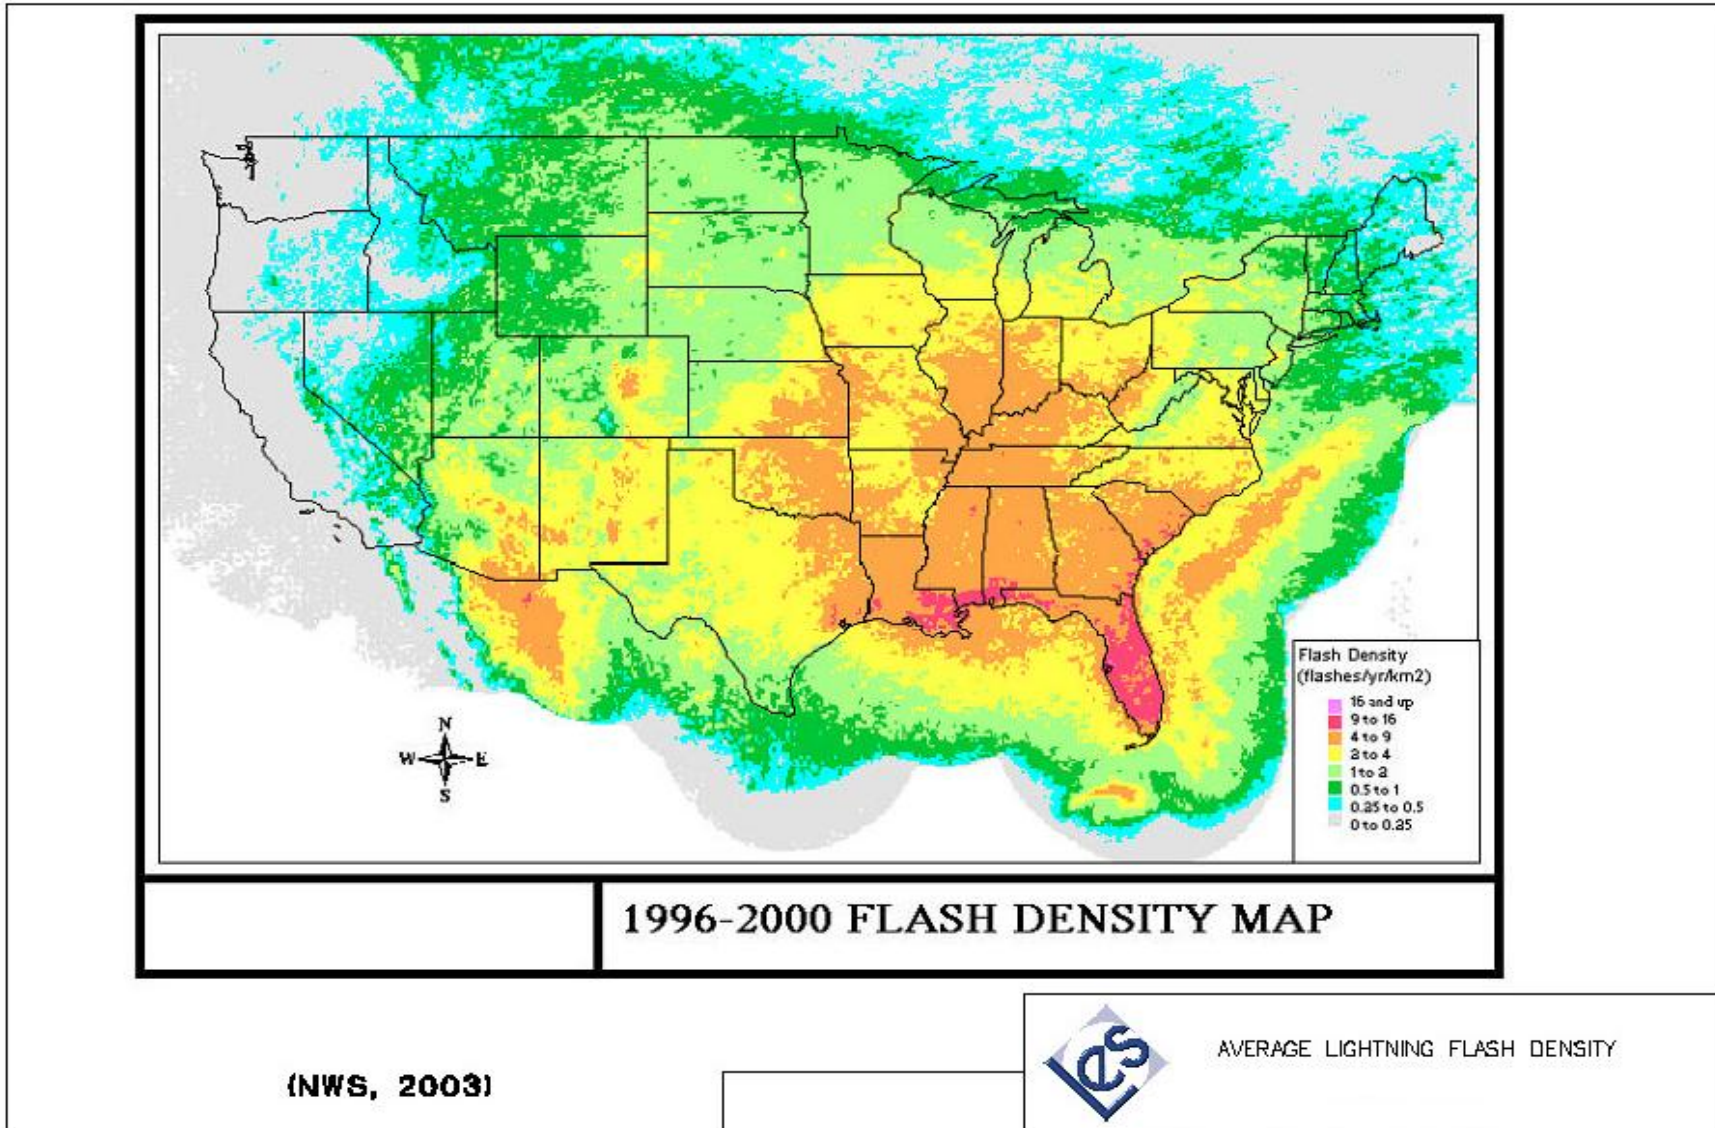 N
W E
S
Flash Density
(flashes/yr/km2)
16 and up
9 to 16
4 to 9
2 to 4
1 to 2
0.5 to 1
0.25 to 0.5
0 to 0.25
1996-2000 FLASH DENSITY MAP
(NWS, 2003)
Les
AVERAGE LIGHTNING FLASH DENSITY